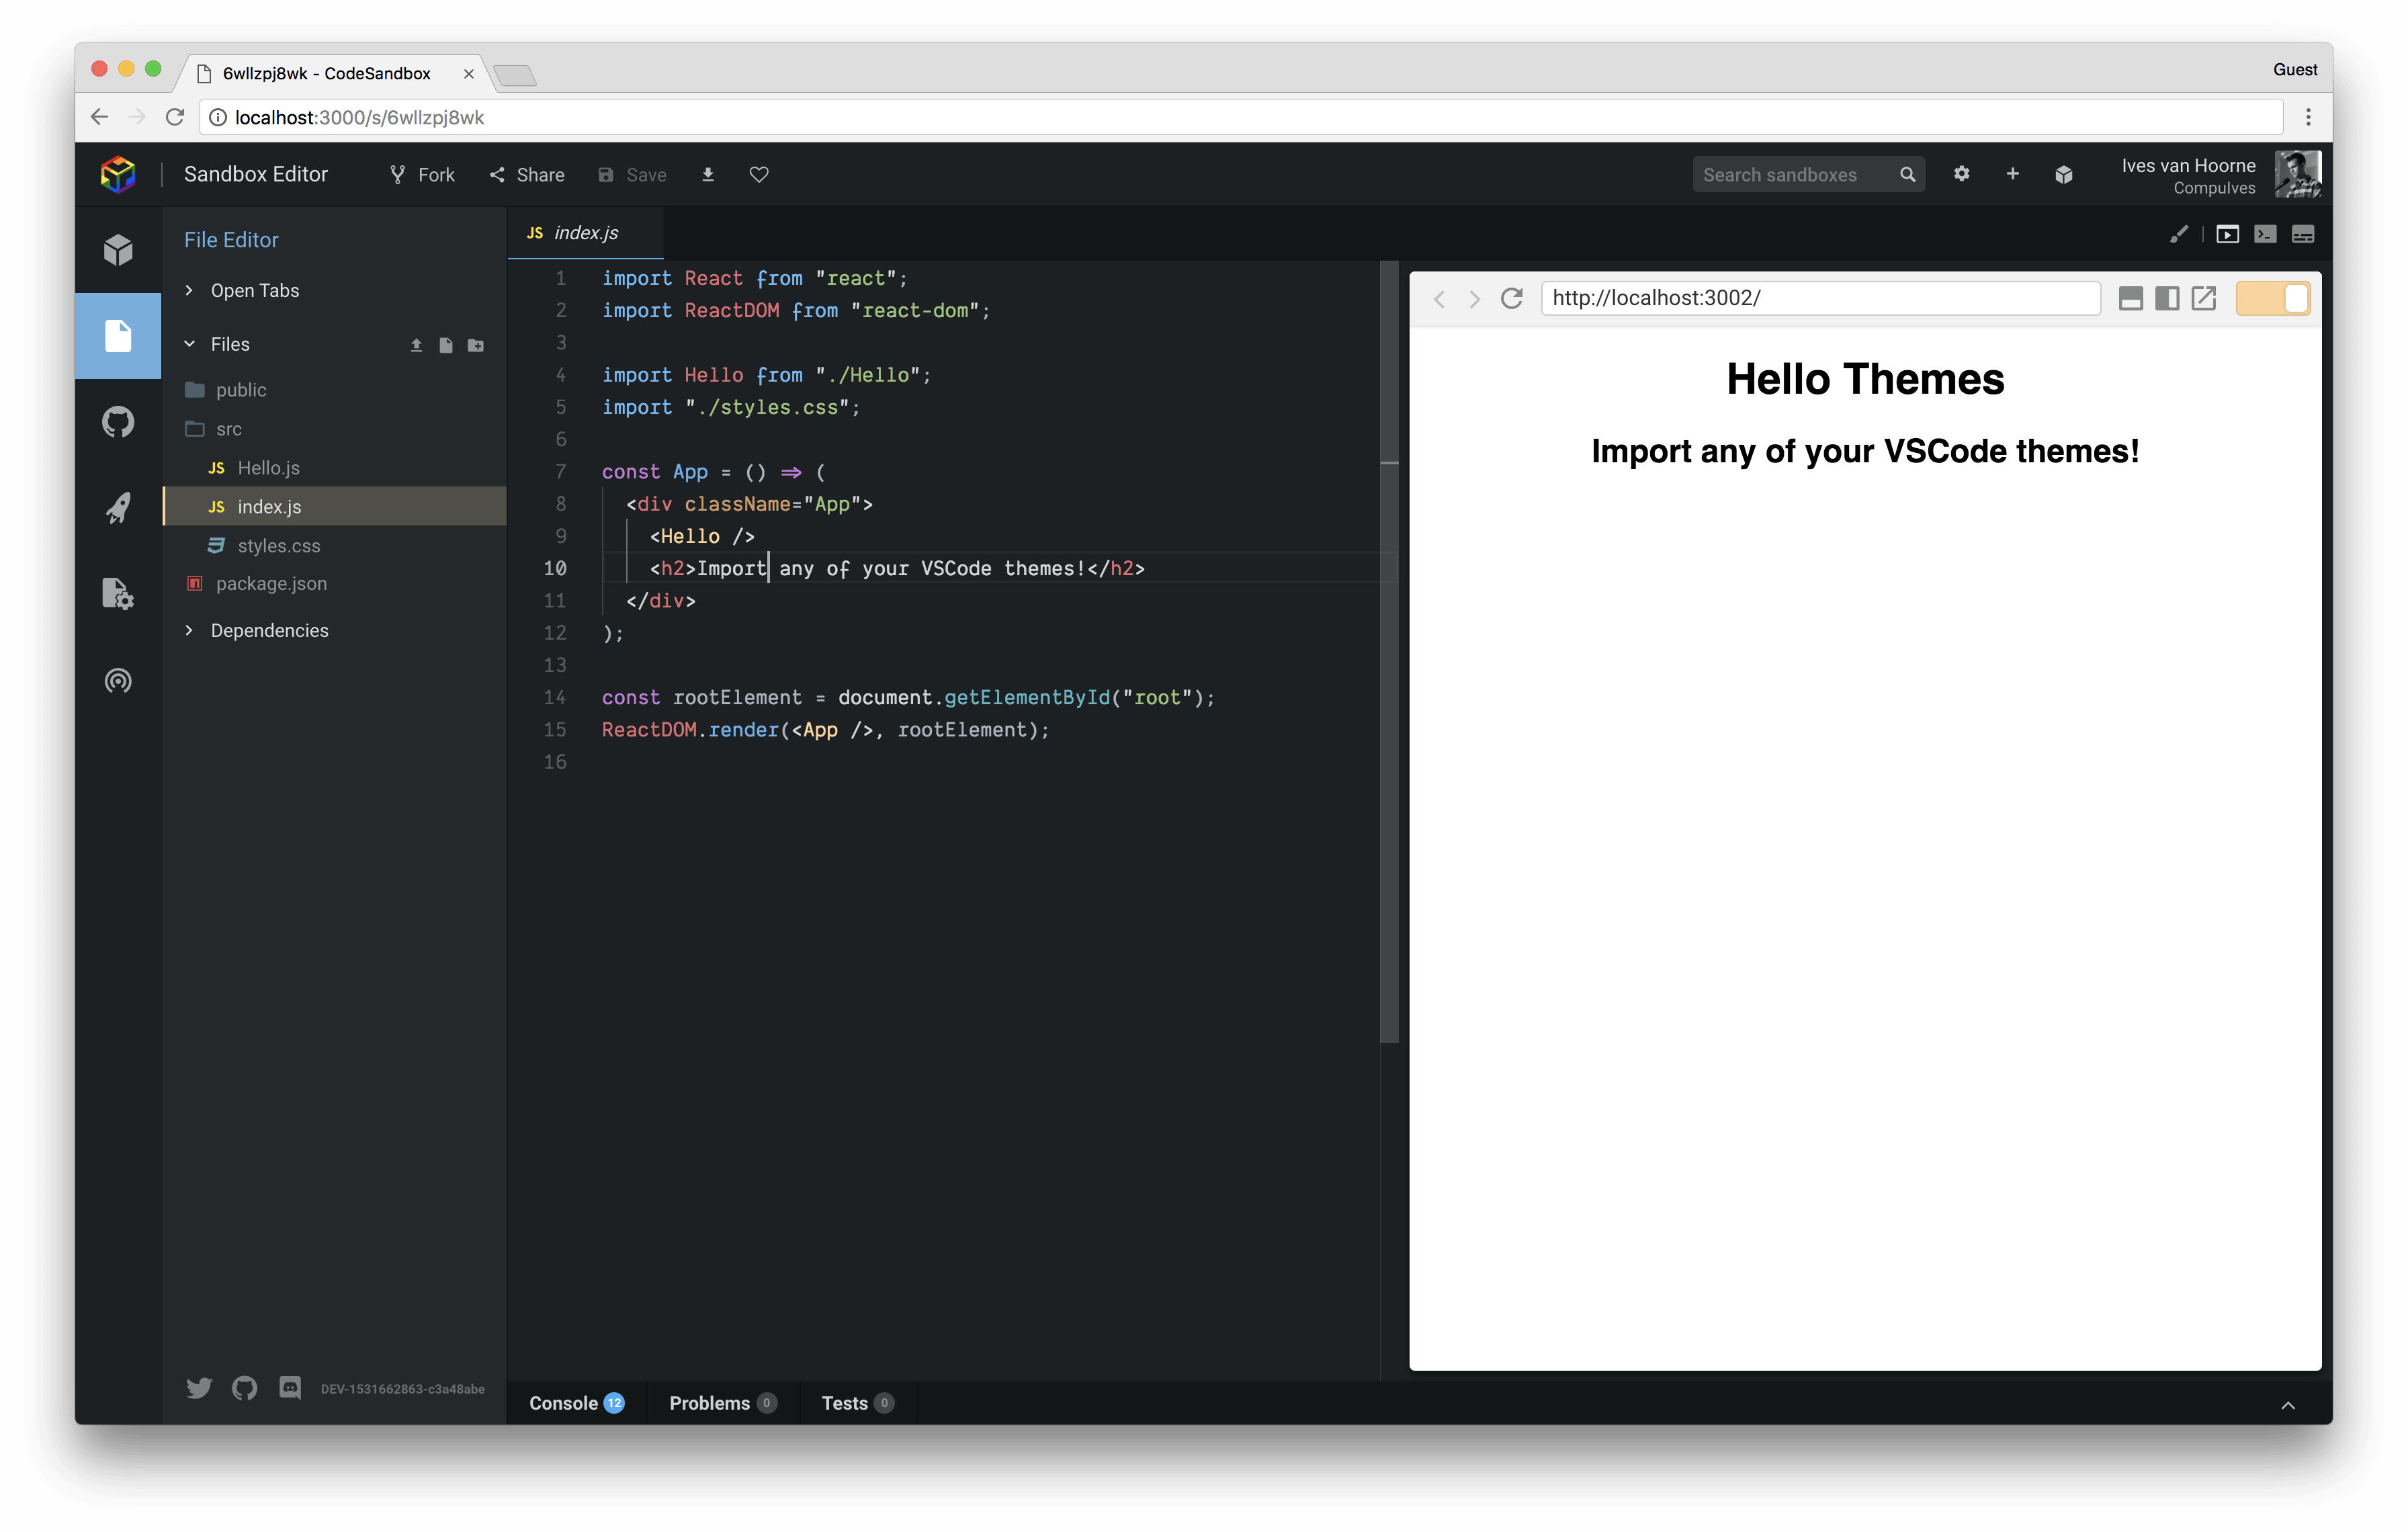 6wllzpj8wk - CodeSandbox
Guest
localhost:3000/s/6wllzpj8wk
Sandbox Editor
Fork
Share
Save
Search sandboxes
Ives van Hoorne
Compulves
File Editor
Open Tabs
Files
public
src
JS Hello.js
JS index.js
styles.css
package.json
Dependencies
DEV-1531662863-c3a48abe
JS index.js
1 import React from "react";
2 import ReactDOM from "react-dom";
3
4 import Hello from "./Hello";
5 import "./styles.css";
6
7 const App = () => (
8 <div className="App">
9 <Hello />
10 <h2>Import any of your VSCode themes!</h2>
11 </div>
12 );
13
14 const rootElement = document.getElementById("root");
15 ReactDOM.render(<App />, rootElement);
16
http://localhost:3002/
Hello Themes
Import any of your VSCode themes!
Console 12
Problems 0
Tests 0